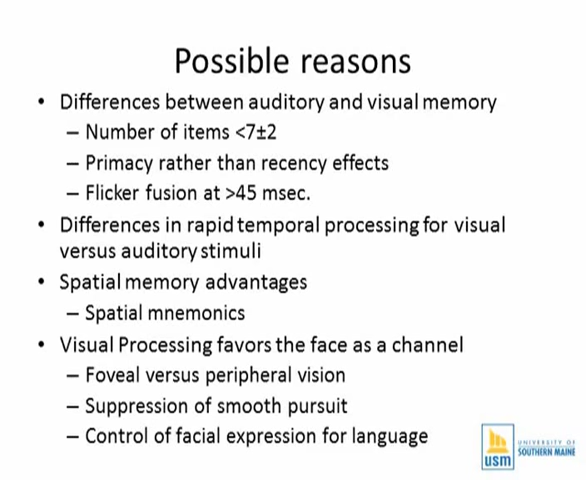 Possible reasons
• Differences between auditory and visual memory
– Number of items <7±2
– Primacy rather than recency effects
– Flicker fusion at >45 msec.
• Differences in rapid temporal processing for visual
versus auditory stimuli
• Spatial memory advantages
– Spatial mnemonics
• Visual Processing favors the face as a channel
– Foveal versus peripheral vision
– Suppression of smooth pursuit
– Control of facial expression for language
usm
UNIVERSITY OF
SOUTHERN MAINE